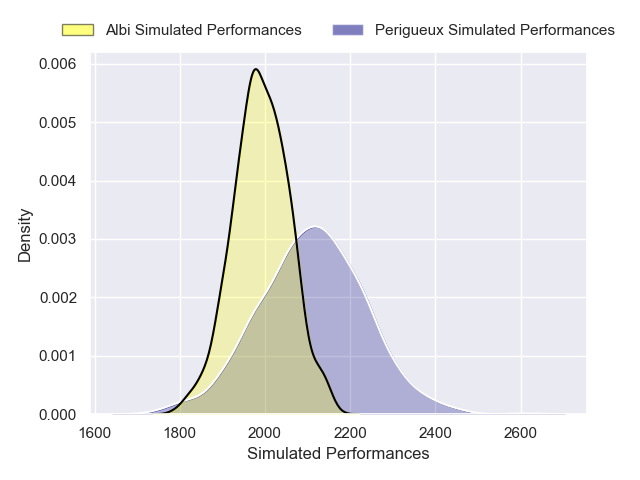 Albi Simulated Performances
Perigueux Simulated Performances
0.006
0.005
0.004
0.003
0.002
0.001
0.000
Density
1600 1800 2000 2200 2400 2600
Simulated Performances